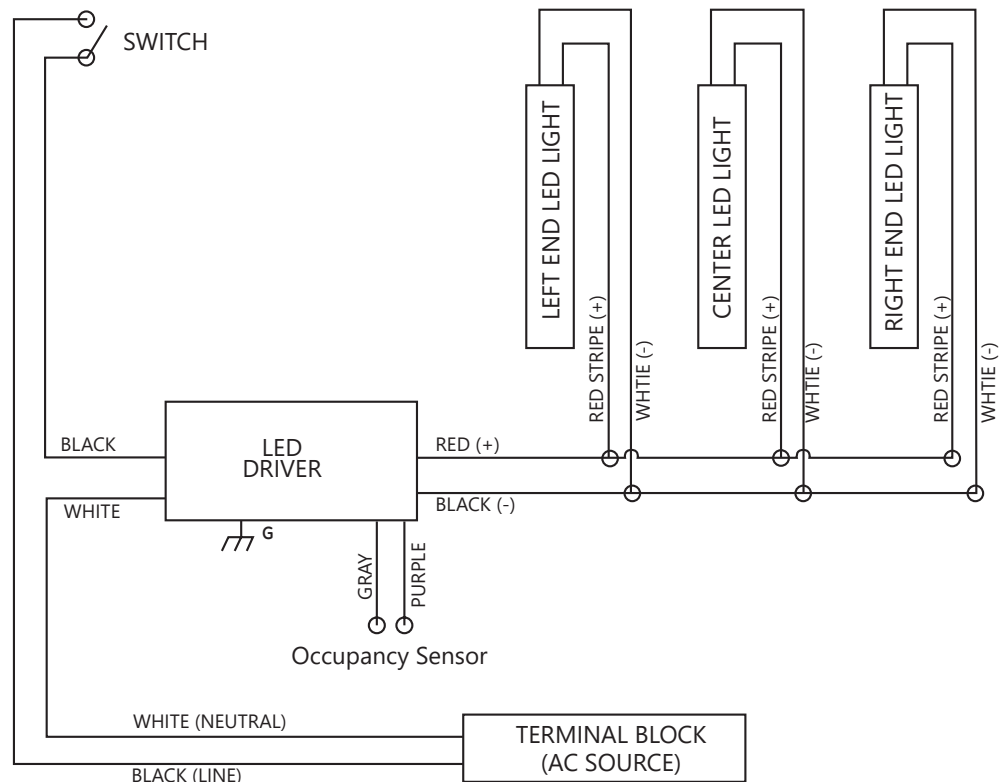 SWITCH
LEFT END LED LIGHT
CENTER LED LIGHT
RIGHT END LED LIGHT
RED STRIPE (+)
WHTIE (-)
RED STRIPE (+)
WHTIE (-)
RED STRIPE (+)
WHTIE (-)
BLACK
LED
DRIVER
RED (+)
WHITE
BLACK (-)
G
GRAY
PURPLE
Occupancy Sensor
WHITE (NEUTRAL)
TERMINAL BLOCK
(AC SOURCE)
BLACK (LINE)